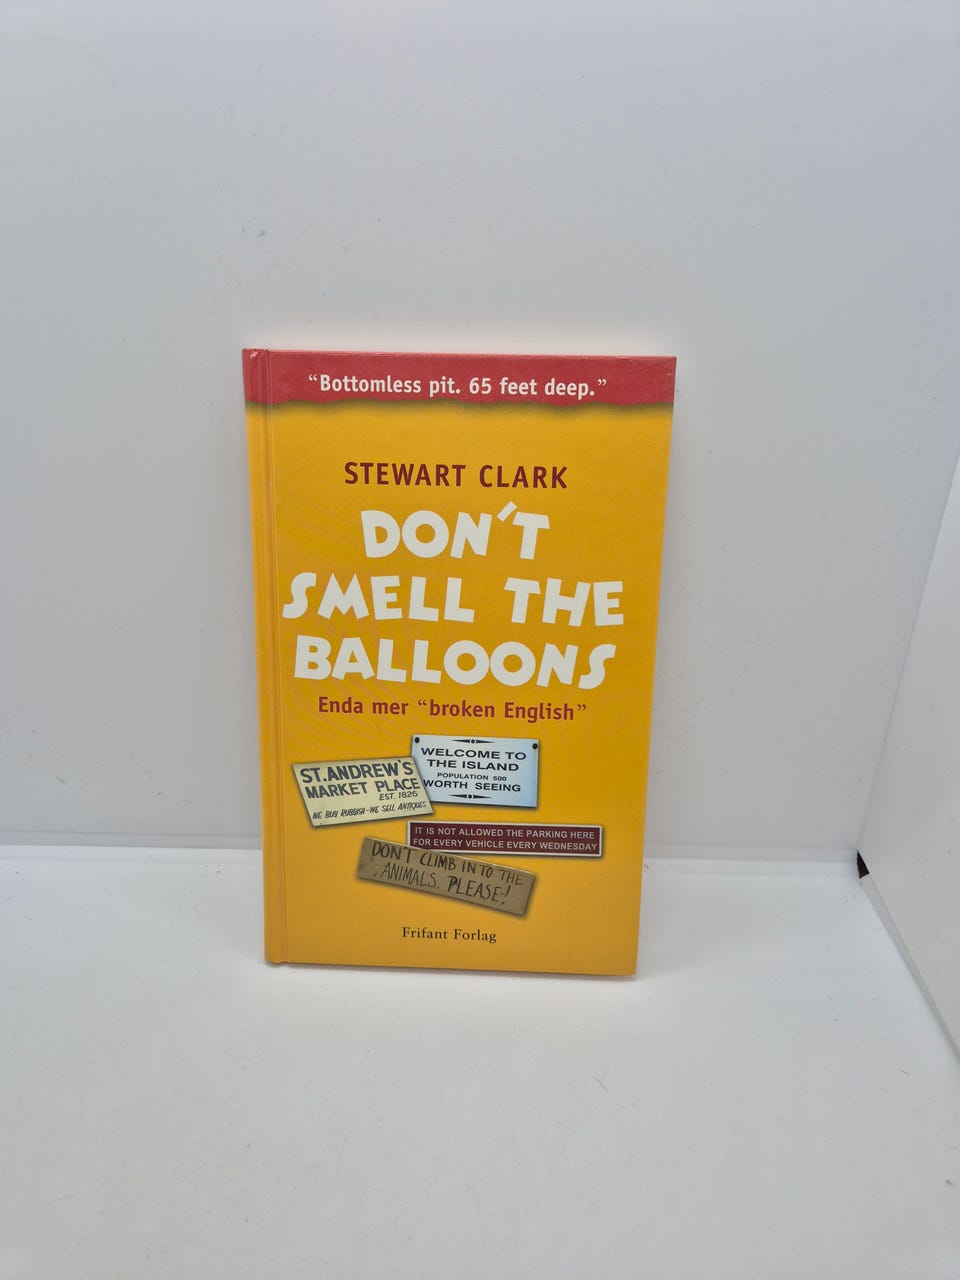 “Bottomless pit. 65 feet deep.”
STEWART CLARK
DON'T
SMELL THE
BALLOONS
Enda mer “broken English”
WELCOME TO
THE ISLAND
POPULATION 500
WORTH SEEING
ST.ANDREW'S
MARKET PLACE
EST. 1826
WE BUY RUBBISH-WE SELL ANTIQUES
IT IS NOT ALLOWED THE PARKING HERE
FOR EVERY VEHICLE EVERY WEDNESDAY
DON'T CLIMB IN TO THE
ANIMALS. PLEASE!
Frifant Forlag